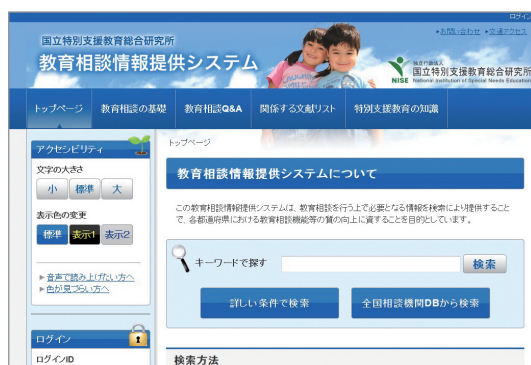 ログイン
▸お問い合わせ ▸交通アクセス
国立特別支援教育総合研究所
教育相談情報提供システム
独立行政法人
国立特別支援教育総合研究所
NISE National Institution of Special Needs Education
トップページ 教育相談の基礎 教育相談Q&A 関係する文献リスト 特別支援教育の知識
アクセシビリティ
文字の大きさ
小 標準 大
表示色の変更
標準 表示1 表示2
▸音声で読み上げたい方へ
▸色が見づらい方へ
ログイン
ログインID
トップページ
教育相談情報提供システムについて
この教育相談情報提供システムは、教育相談を行う上で必要となる情報を検索により提供すること
で、各都道府県における教育相談機能等の質の向上に資することを目的としています。
キーワードで探す 検索
詳しい条件で検索 全国相談機関DBから検索
検索方法